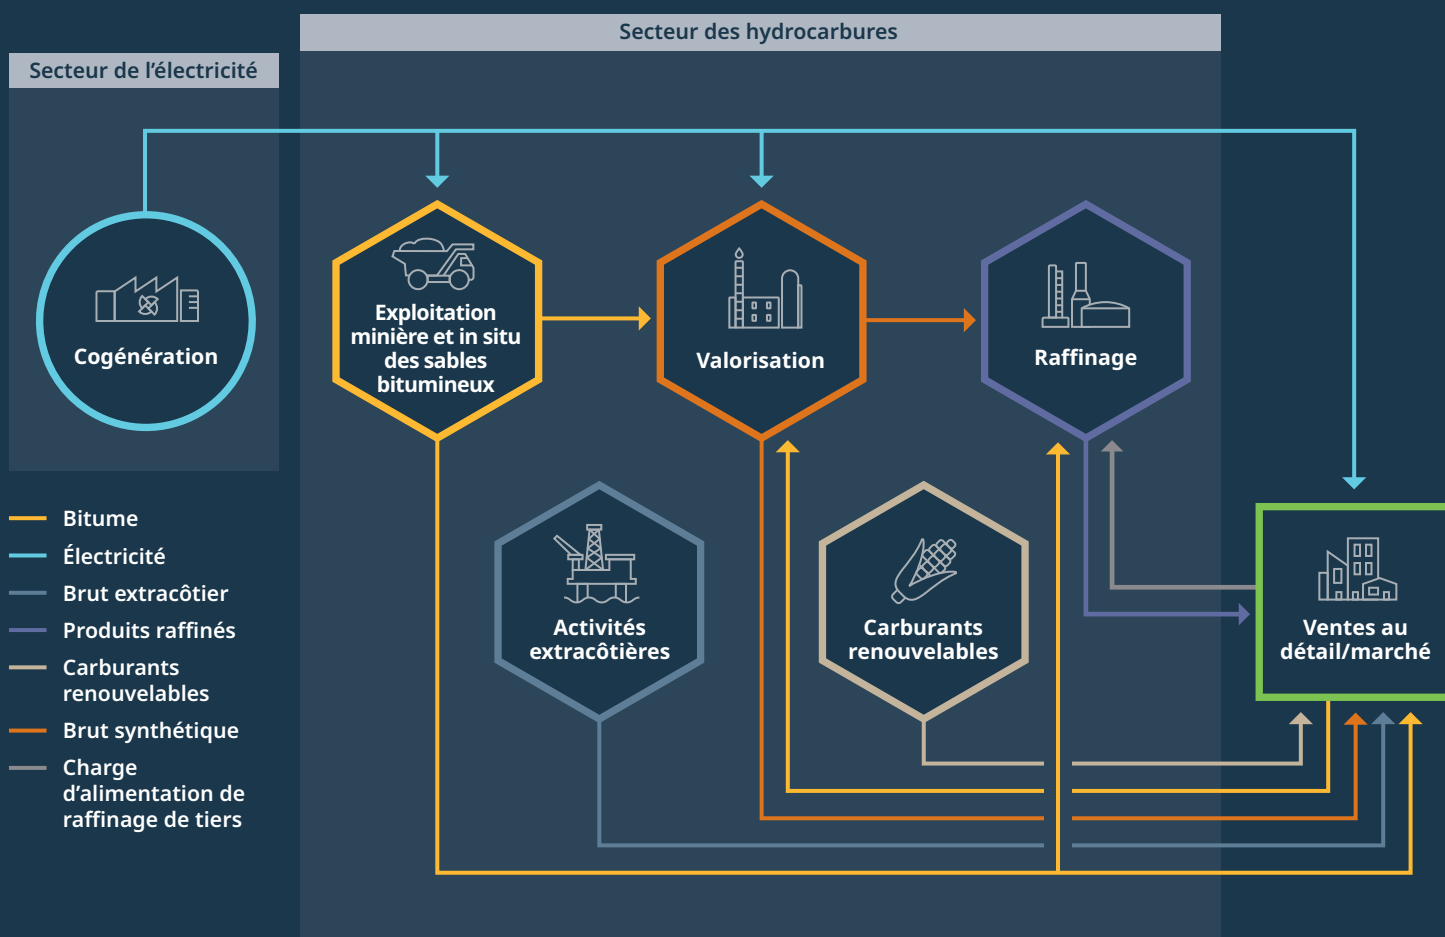 Secteur des hydrocarbures
Secteur de l’électricité
Cogénération
Exploitation
minière et in situ
des sables
bitumineux
Valorisation
Raffinage
Bitume
Électricité
Brut extracôtier
Produits raffinés
Carburants
renouvelables
Brut synthétique
Charge
d’alimentation de
raffinage de tiers
Activités
extracôtières
Carburants
renouvelables
Ventes au
détail/marché